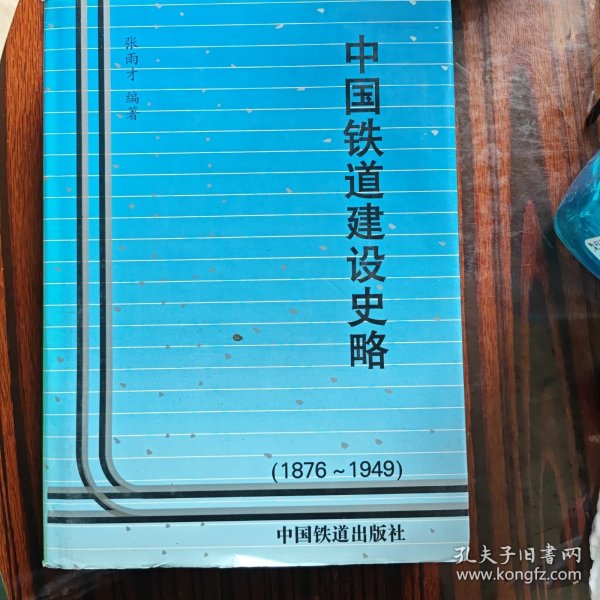 张雨才 编著
中国铁道建设史略
(1876~1949)
中国铁道出版社
孔夫子旧書网
www.kongfz.com